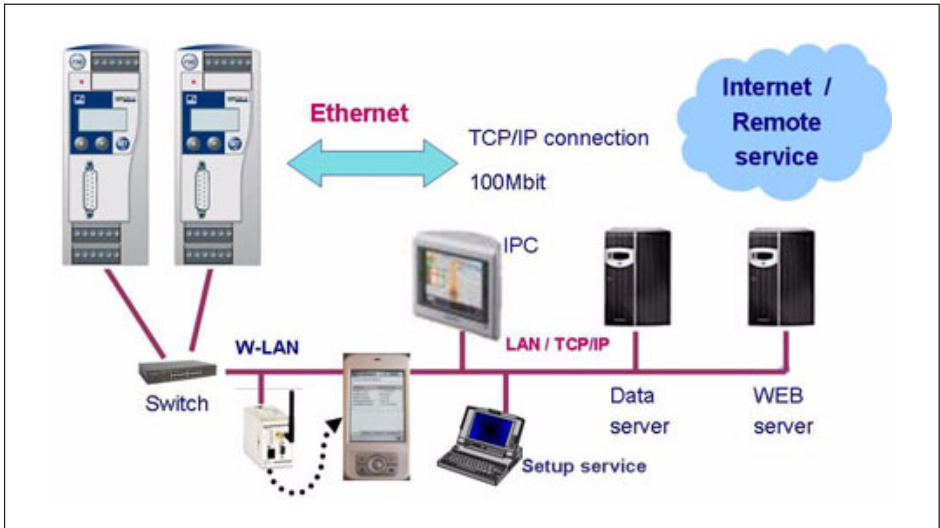 Ethernet
TCP/IP connection
100Mbit
Internet /
Remote
service
IPC
W-LAN
LAN / TCP/IP
Switch
Setup service
Data
server
WEB
server